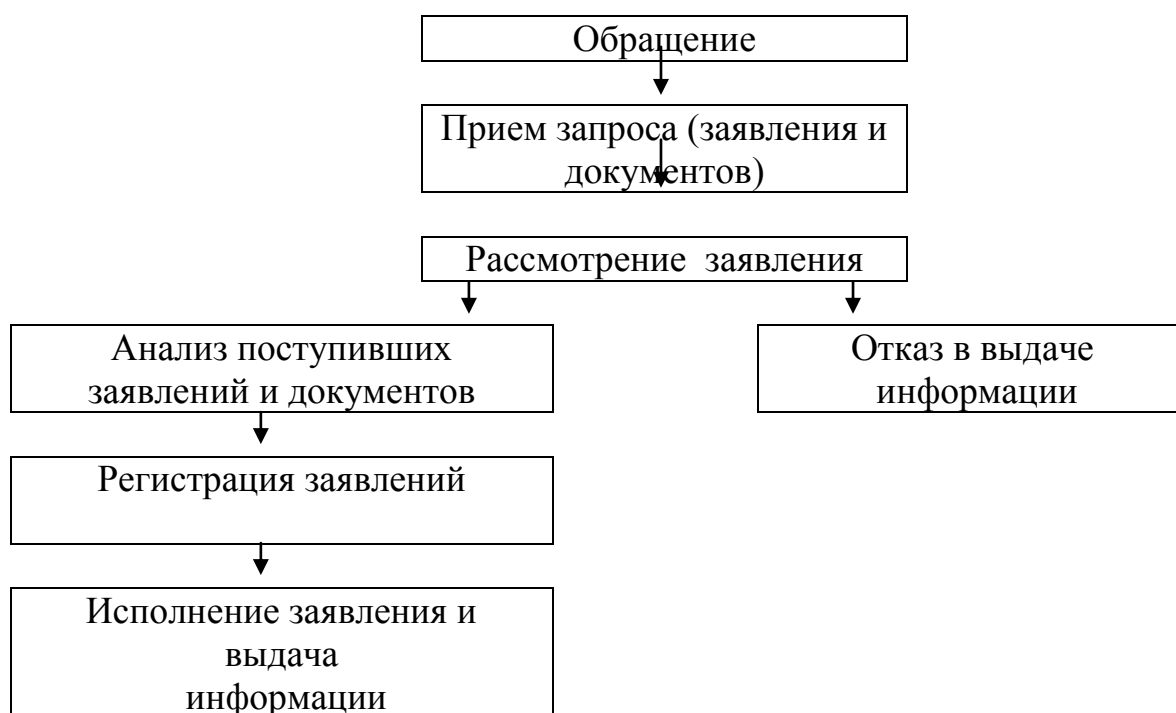 Обращение
Прием запроса (заявления и
документов)
Рассмотрение заявления
Анализ поступивших
заявлений и документов
Отказ в выдаче
информации
Регистрация заявлений
Исполнение заявления и
выдача
информации